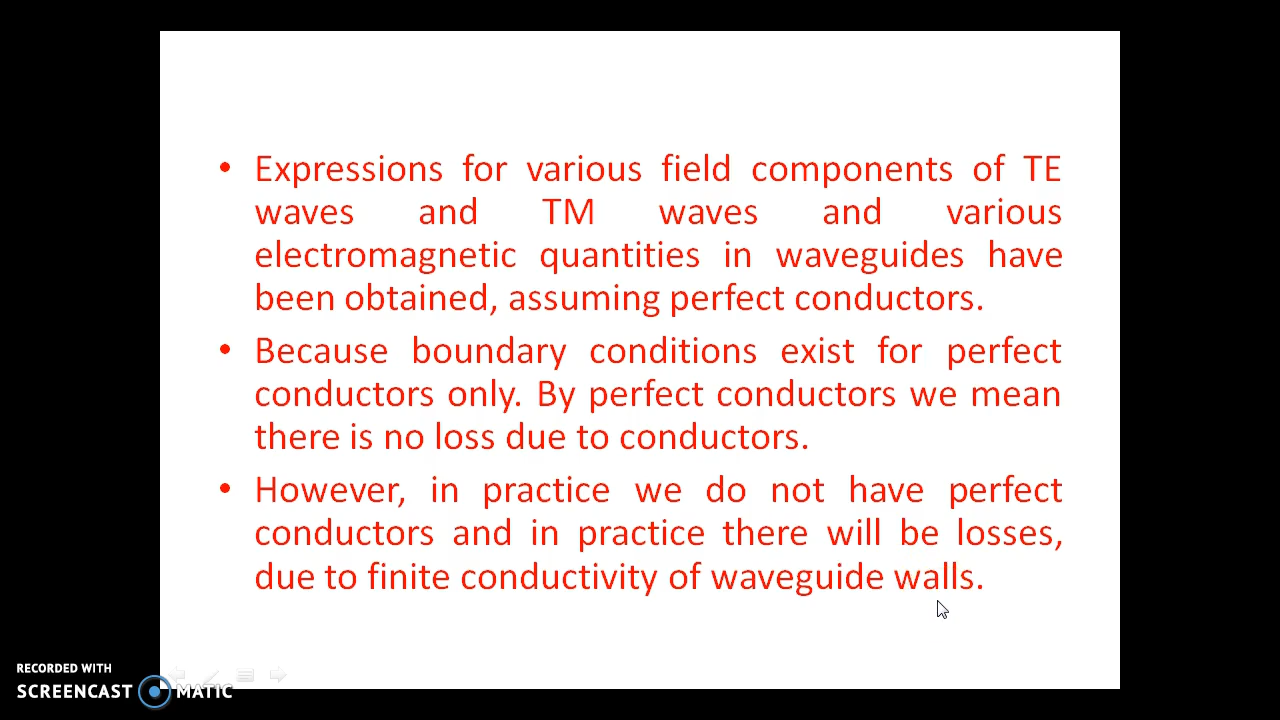 • Expressions for various field components of TE
waves and TM waves and various
electromagnetic quantities in waveguides have
been obtained, assuming perfect conductors.
• Because boundary conditions exist for perfect
conductors only. By perfect conductors we mean
there is no loss due to conductors.
• However, in practice we do not have perfect
conductors and in practice there will be losses,
due to finite conductivity of waveguide walls.
RECORDED WITH
SCREENCAST MATIC